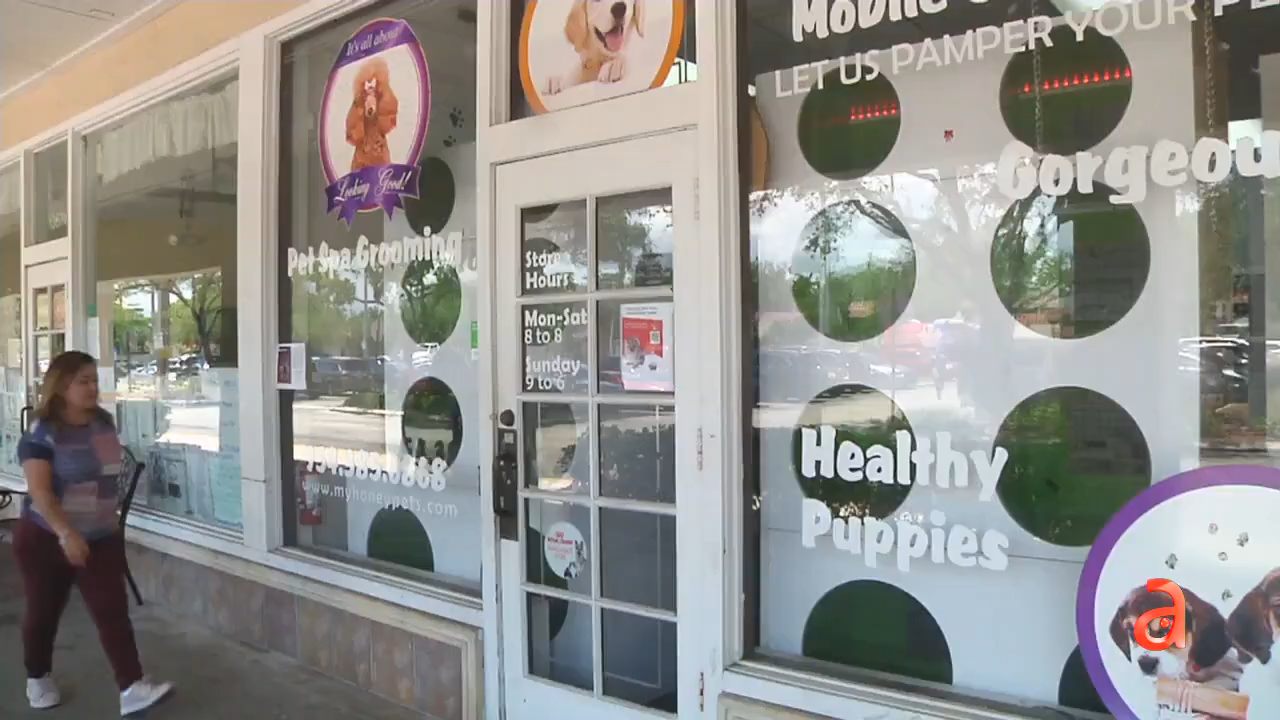 It's all about
Looking Good!
Pet Spa Grooming
www.myhoneypets.com
Store
Hours
Mon-Sat
8 to 8
Sunday
9 to 6
Mobile
LET US PAMPER YOUR
Healthy
Puppies
a